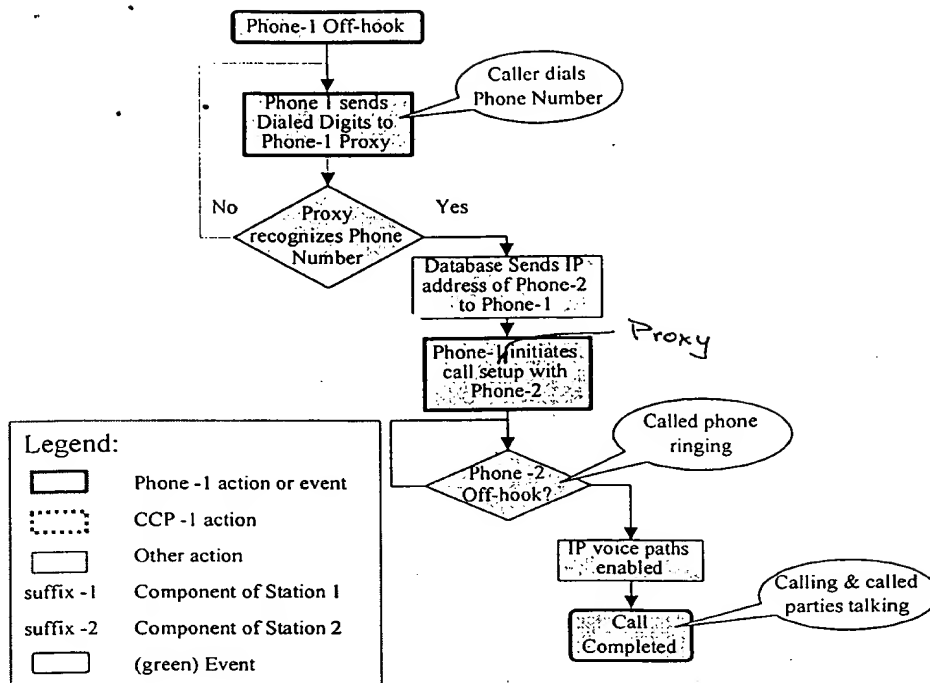 Phone-1 Off-hook
Caller dials
Phone Number
Phone 1 sends
Dialed Digits to
Phone-1 Proxy
No
Yes
Proxy
recognizes Phone
Number
Database Sends IP
address of Phone-2
to Phone-1
Proxy
Phone-1 initiates
call setup with
Phone-2
Called phone
ringing
Phone -2
Off-hook?
IP voice paths
enabled
Calling & called
parties talking
Call
Completed
Legend:
Phone -1 action or event
CCP -1 action
Other action
suffix -1 Component of Station 1
suffix -2 Component of Station 2
(green) Event